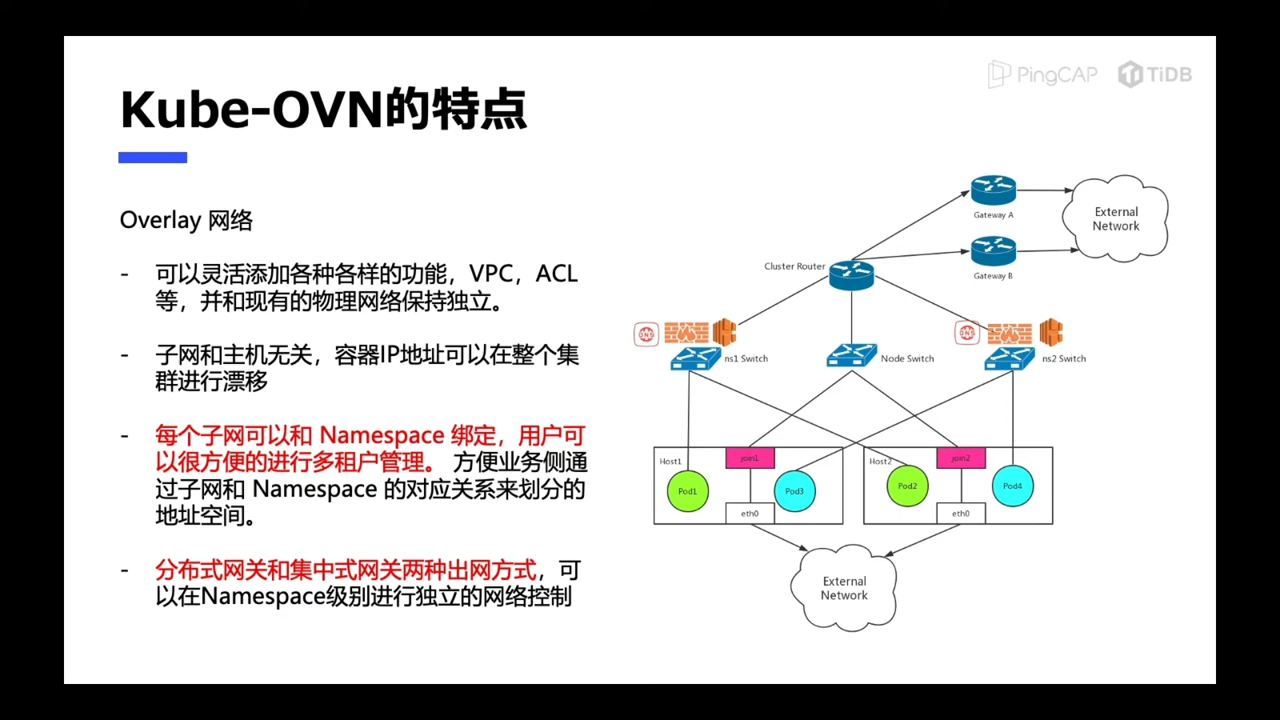 PingCAP TiDB
Kube-OVN的特点
Overlay 网络
- 可以灵活添加各种各样的功能，VPC，ACL
等，并和现有的物理网络保持独立。
- 子网和主机无关，容器IP地址可以在整个集
群进行漂移
- 每个子网可以和 Namespace 绑定，用户可
以很方便的进行多租户管理。 方便业务侧通
过子网和 Namespace 的对应关系来划分的
地址空间。
- 分布式网关和集中式网关两种出网方式，可
以在Namespace级别进行独立的网络控制
Gateway A
External
Network
Gateway B
Cluster Router
DNS
ns1 Switch
Node Switch
DNS
ns2 Switch
Host1
join1
Pod1
Pod3
eth0
Host2
join2
Pod2
Pod4
eth0
External
Network